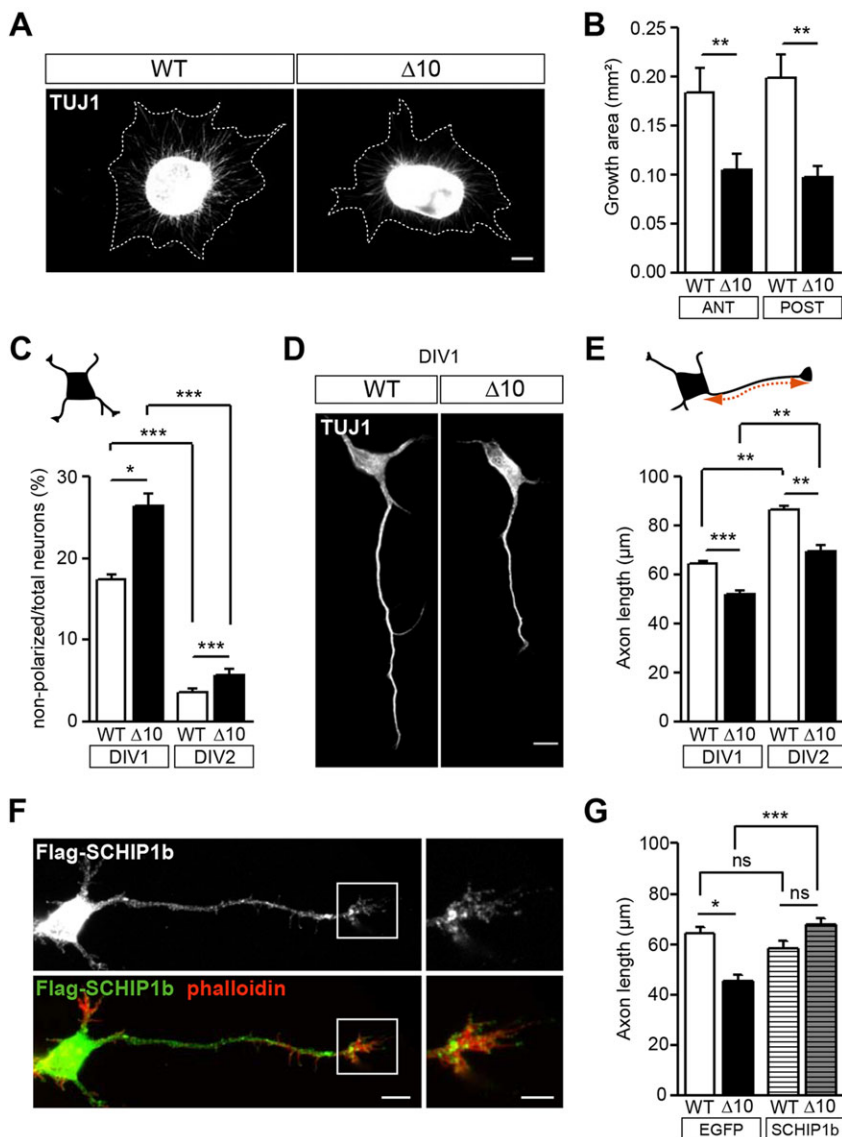 A
WT Δ10
TUJ1
B
Growth area (mm²)
0.25
0.20
0.15
0.10
0.05
0.00
** **
WT Δ10 WT Δ10
ANT POST
C
non-polarized/total neurons (%)
30
20
10
0
***
***
*
***
WT Δ10 WT Δ10
DIV1 DIV2
D
DIV1
WT Δ10
TUJ1
E
Axon length (µm)
100
80
60
40
20
0
**
**
**
***
WT Δ10 WT Δ10
DIV1 DIV2
F
Flag-SCHIP1b
Flag-SCHIP1b phalloidin
G
Axon length (µm)
100
80
60
40
20
0
***
ns
ns
*
WT Δ10 WT Δ10
EGFP SCHIP1b